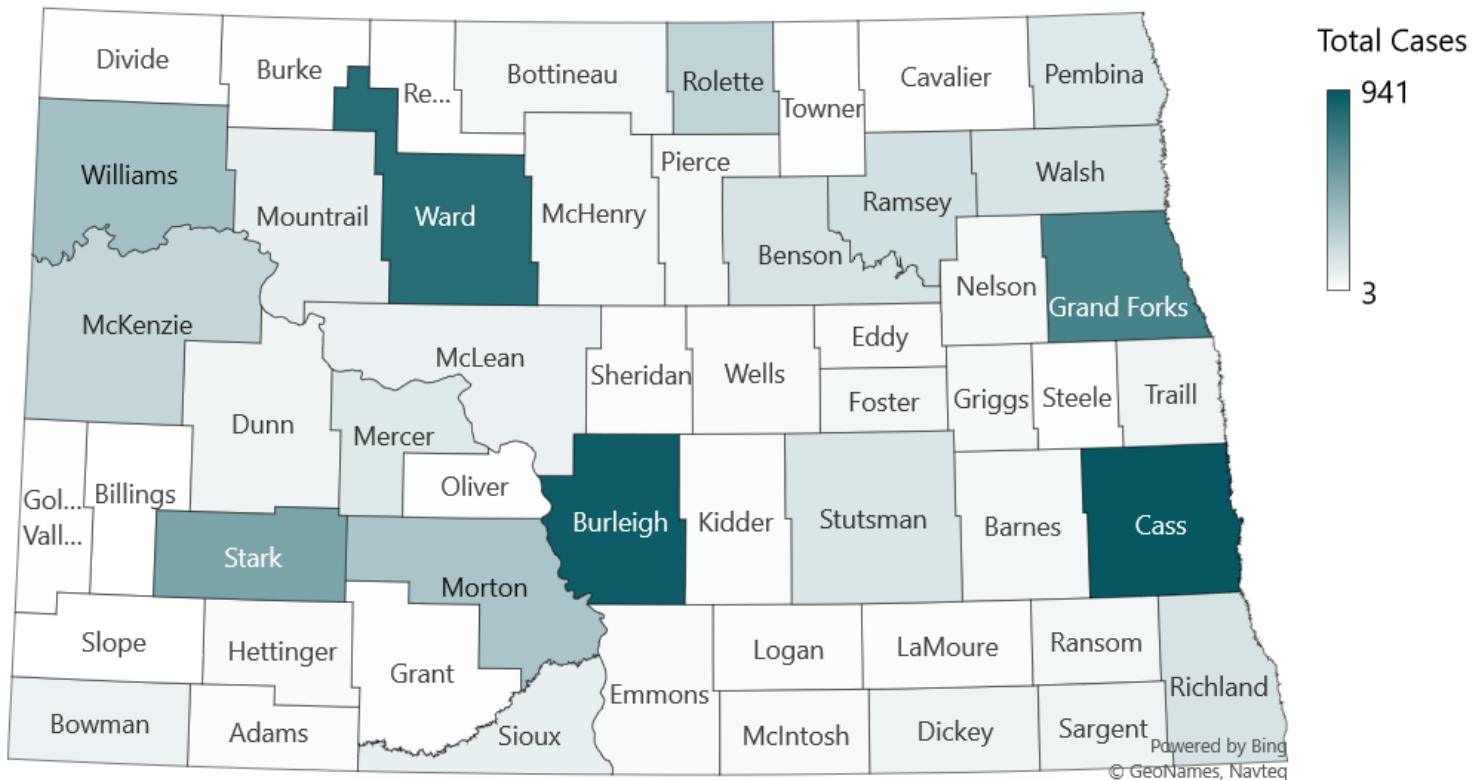 Total Cases
941
3
Divide
Burke
Re...
Bottineau
Rolette
Towner
Cavalier
Pembina
Williams
Mountrail
Ward
McHenry
Pierce
Benson
Ramsey
Walsh
Nelson
Grand Forks
McKenzie
McLean
Sheridan
Wells
Eddy
Foster
Griggs
Steele
Traill
Dunn
Mercer
Oliver
Gol...
Vall...
Billings
Stark
Morton
Burleigh
Kidder
Stutsman
Barnes
Cass
Slope
Hettinger
Grant
Emmons
Logan
LaMoure
Ransom
Richland
Bowman
Adams
Sioux
McIntosh
Dickey
Sargent
Powered by Bing
© GeoNames, Navteq